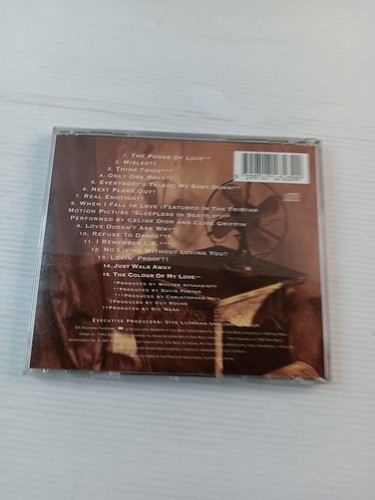 1. The Power Of Love
2. Misled
3. Think Twice
4. Only One Road
5. Everybody's Talkin' My Baby Down
6. Next Plane Out
7. Real Emotion
8. When I Fall In Love (Featured In The TriStar
Motion Picture "Sleepless In Seattle")
Performed by Celine Dion and Clive Griffin
9. Love Doesn't Ask Why
10. Refuse To Dance
11. I Remember L.A.
12. No Living Without Loving You
13. Lovin' Proof
14. Just Walk Away
15. The Colour Of My Love
Produced by Walter Afanasieff
Produced by David Foster
Produced by Christopher
Produced by Guy Roche
Produced by Ric Wake
Executive Producers: Vito Luprano and